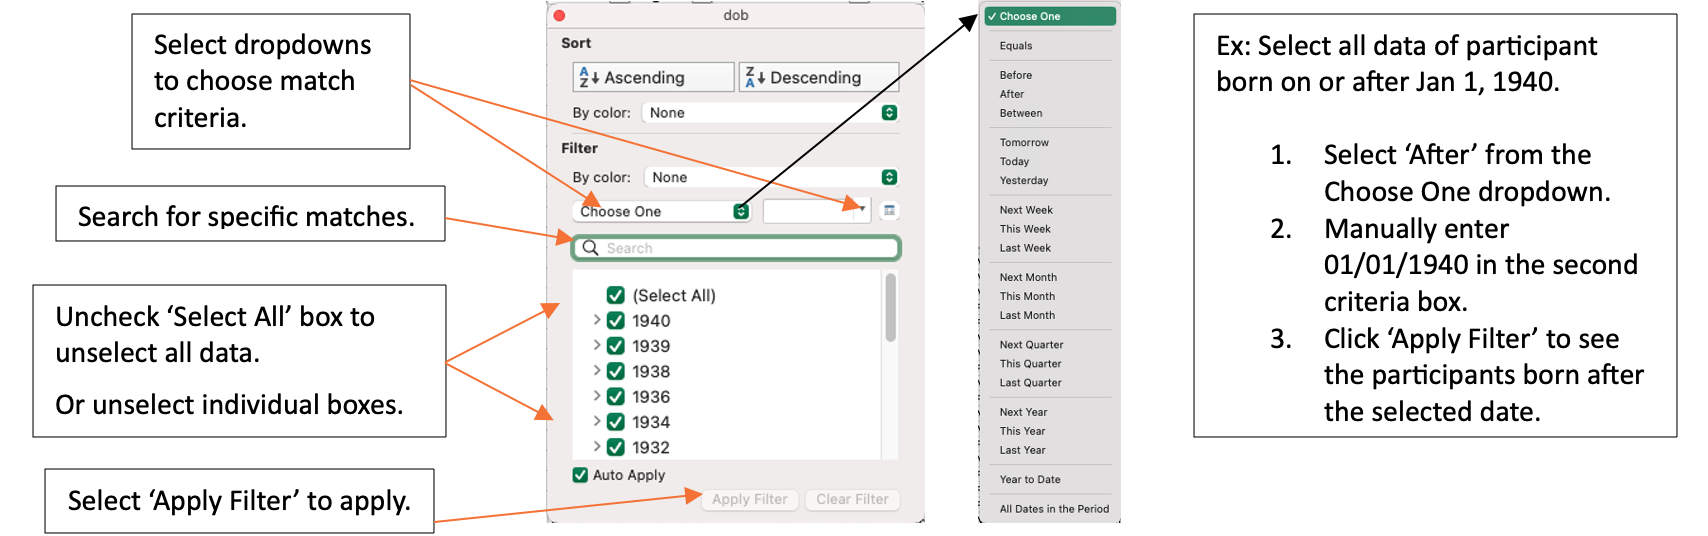 Select dropdowns
to choose match
criteria.
Search for specific matches.
Uncheck ‘Select All’ box to
unselect all data.
Or unselect individual boxes.
Select ‘Apply Filter’ to apply.
dob
Sort
A Z Ascending
Z A Descending
By color: None
Filter
By color: None
Choose One
Search
(Select All)
1940
1939
1938
1936
1934
1932
Auto Apply
Apply Filter
Clear Filter
✓ Choose One
Equals
Before
After
Between
Tomorrow
Today
Yesterday
Next Week
This Week
Last Week
Next Month
This Month
Last Month
Next Quarter
This Quarter
Last Quarter
Next Year
This Year
Last Year
Year to Date
All Dates in the Period
Ex: Select all data of participant
born on or after Jan 1, 1940.
1. Select ‘After’ from the
Choose One dropdown.
2. Manually enter
01/01/1940 in the second
criteria box.
3. Click ‘Apply Filter’ to see
the participants born after
the selected date.